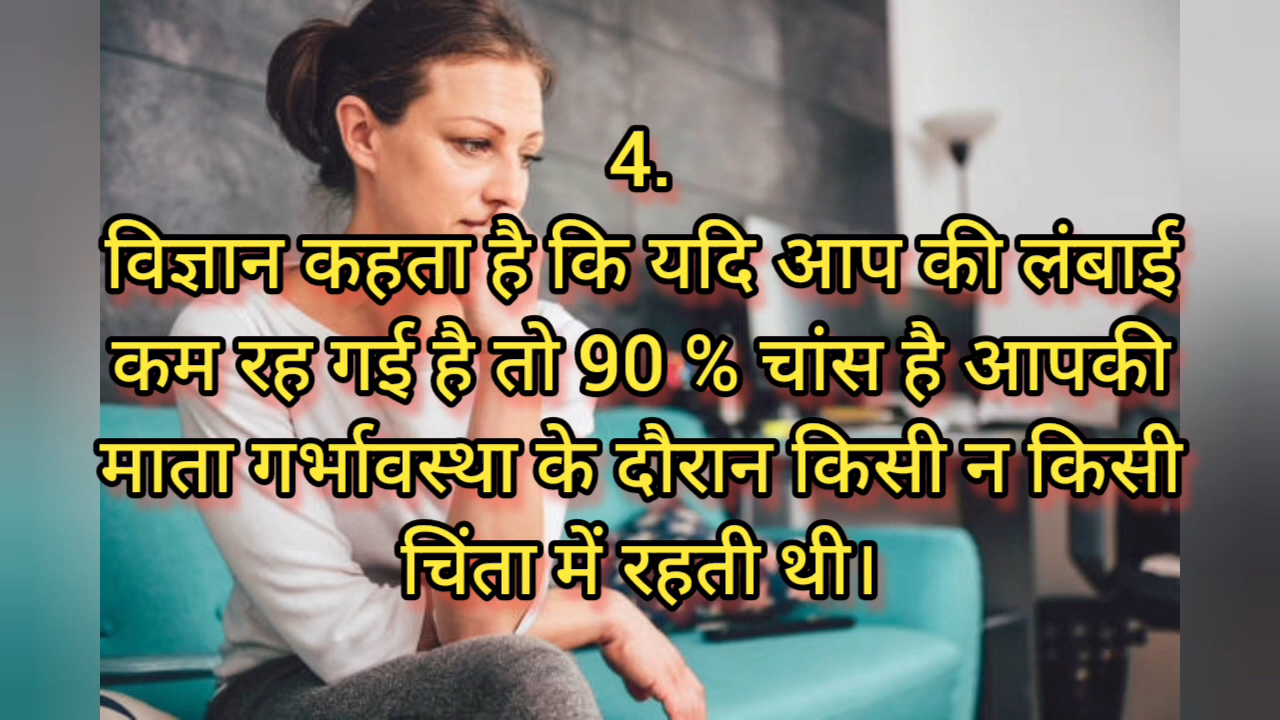 4.
विज्ञान कहता है कि यदि आप की लंबाई
कम रह गई है तो 90 % चांस है आपकी
माता गर्भावस्था के दौरान किसी न किसी
चिंता में रहती थी।